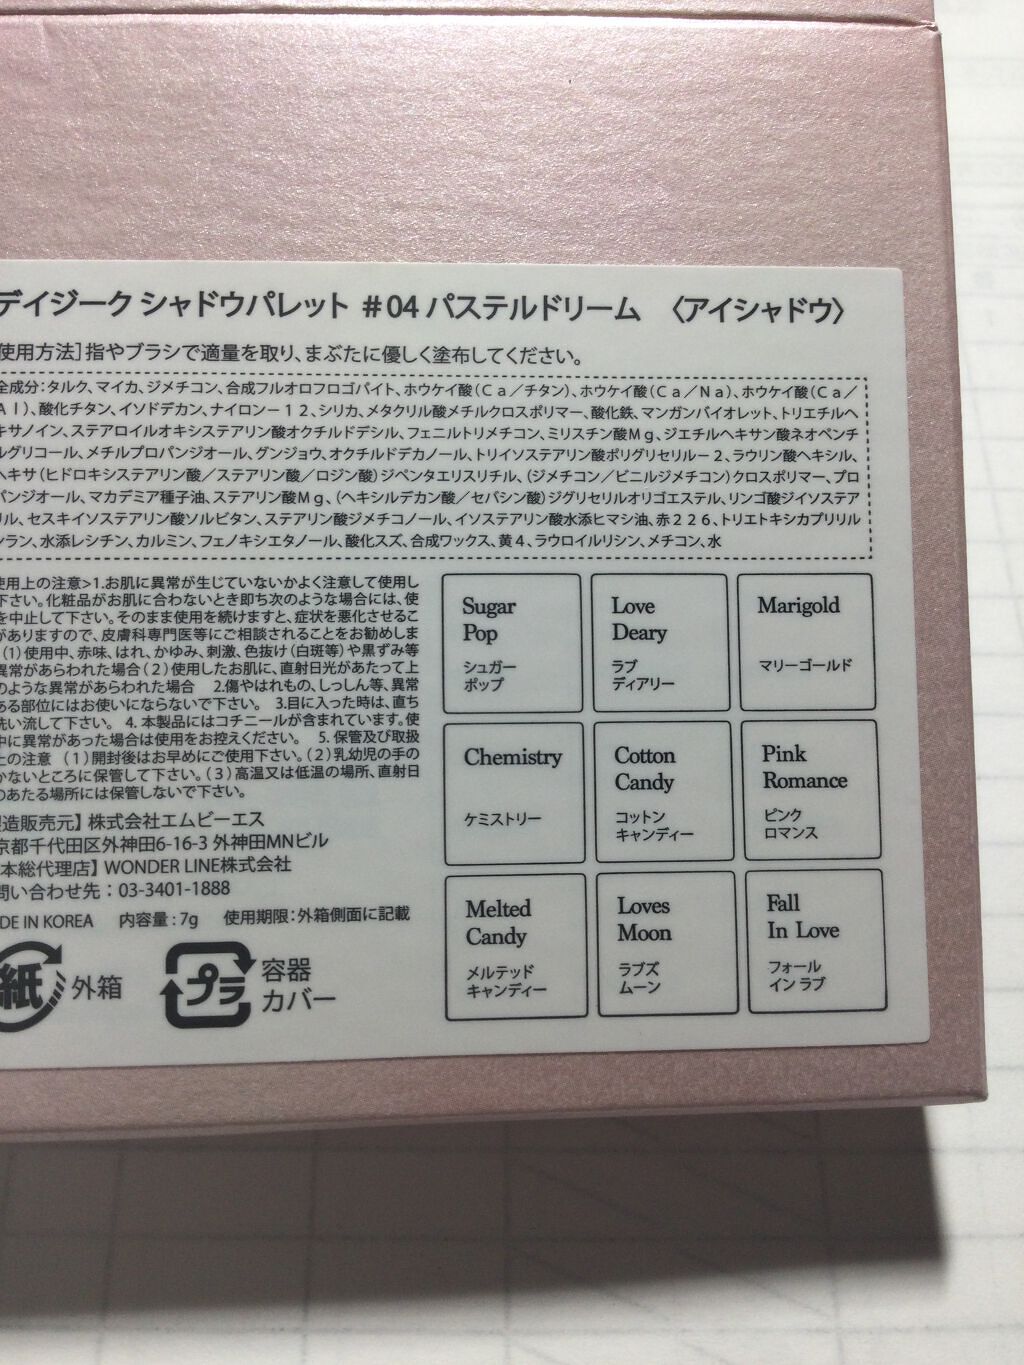 デイジーク シャドウパレット #04 パステルドリーム 〈アイシャドウ〉
使用方法]指やブラシで適量を取り、まぶたに優しく塗布してください。
全成分:タルク、マイカ、ジメチコン、合成フルオロフロゴパイト、ホウケイ酸(Ca/チタン)、ホウケイ酸(Ca/Na)、ホウケイ酸(Ca/
Al)、酸化チタン、イソドデカン、ナイロン-12、シリカ、メタクリル酸メチルクロスポリマー、酸化鉄、マンガンバイオレット、トリエチルヘ
キサノイン、ステアロイルオキシステアリン酸オクチルドデシル、フェニルトリメチコン、ミリスチン酸Mg、ジエチルヘキサン酸ネオペンチ
ルグリコール、メチルプロパンジオール、グンジョウ、オクチルドデカノール、トリイソステアリン酸ポリグリセリル-2、ラウリン酸ヘキシル、
ヘキサ(ヒドロキシステアリン酸/ステアリン酸/ロジン酸)ジペンタエリスリチル、(ジメチコン/ビニルジメチコン)クロスポリマー、プロ
パンジオール、マカデミア種子油、ステアリン酸Mg、(ヘキシルデカン酸/セバシン酸)ジグリセリルオリゴエステル、リンゴ酸ジイソステア
リル、セスキイソステアリン酸ソルビタン、ステアリン酸ジメチコノール、イソステアリン酸水添ヒマシ油、赤226、トリエトキシカプリリル
シラン、水添レシチン、カルミン、フェノキシエタノール、酸化スズ、合成ワックス、黄4、ラウロイルリシン、メチコン、水
使用上の注意>1.お肌に異常が生じていないかよく注意して使用し
下さい。化粧品がお肌に合わないとき即ち次のような場合には、使
を中止して下さい。そのまま使用を続けますと、症状を悪化させるこ
がありますので、皮膚科専門医等にご相談されることをお勧めしま
(1)使用中、赤味、はれ、かゆみ、刺激、色抜け(白斑等)や黒ずみ等
異常があらわれた場合(2)使用したお肌に、直射日光があたって上
のような異常があらわれた場合 2.傷やはれもの、しっしん等、異常
ある部位にはお使いにならないで下さい。 3.目に入った時は、直ち
洗い流して下さい。 4. 本製品にはコチニールが含まれています。使
中に異常があった場合は使用をお控えください。 5. 保管及び取扱
上の注意 (1)開封後はお早めにご使用下さい。(2)乳幼児の手の
かないところに保管して下さい。(3)高温又は低温の場所、直射日
のあたる場所には保管しないで下さい。
製造販売元】株式会社エムビーエス
京都千代田区外神田6-16-3 外神田MNビル
本総代理店】WONDER LINE株式会社
問い合わせ先:03-3401-1888
MADE IN KOREA 内容量:7g 使用期限:外箱側面に記載
紙 外箱
プラ 容器
カバー
Sugar
Pop
シュガー
ポップ
Love
Deary
ラブ
ディアリー
Marigold
マリーゴールド
Chemistry
ケミストリー
Cotton
Candy
コットン
キャンディー
Pink
Romance
ピンク
ロマンス
Melted
Candy
メルテッド
キャンディー
Loves
Moon
ラブズ
ムーン
Fall
In Love
フォール
イン ラブ